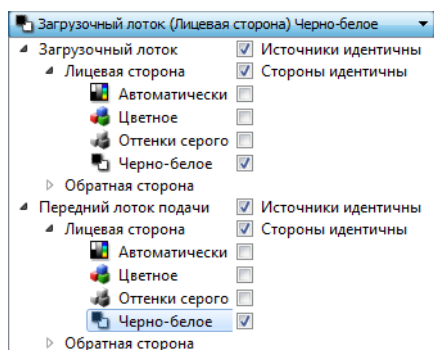 Загрузочный лоток (Лицевая сторона) Черно-белое
Загрузочный лоток Источники идентичны
Лицевая сторона Стороны идентичны
Автоматически
Цветное
Оттенки серого
Черно-белое
Обратная сторона
Передний лоток подачи Источники идентичны
Лицевая сторона Стороны идентичны
Автоматически
Цветное
Оттенки серого
Черно-белое
Обратная сторона